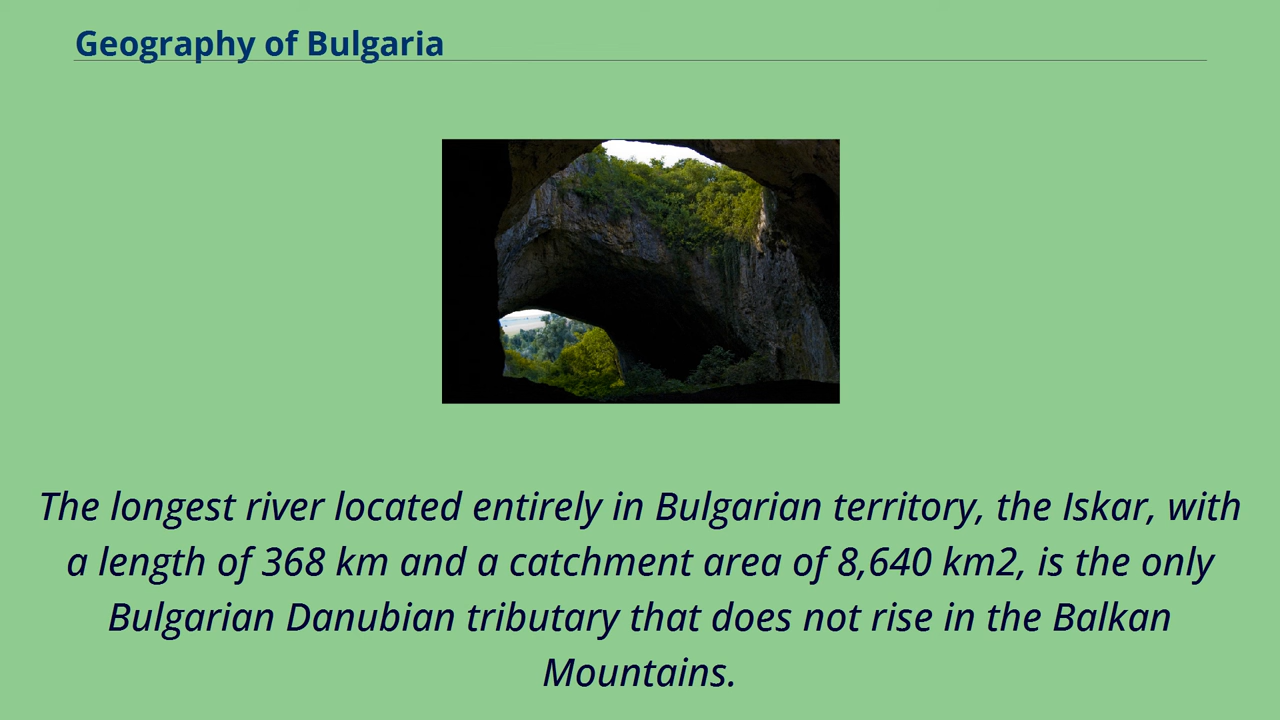 Geography of Bulgaria
The longest river located entirely in Bulgarian territory, the Iskar, with
a length of 368 km and a catchment area of 8,640 km2, is the only
Bulgarian Danubian tributary that does not rise in the Balkan
Mountains.